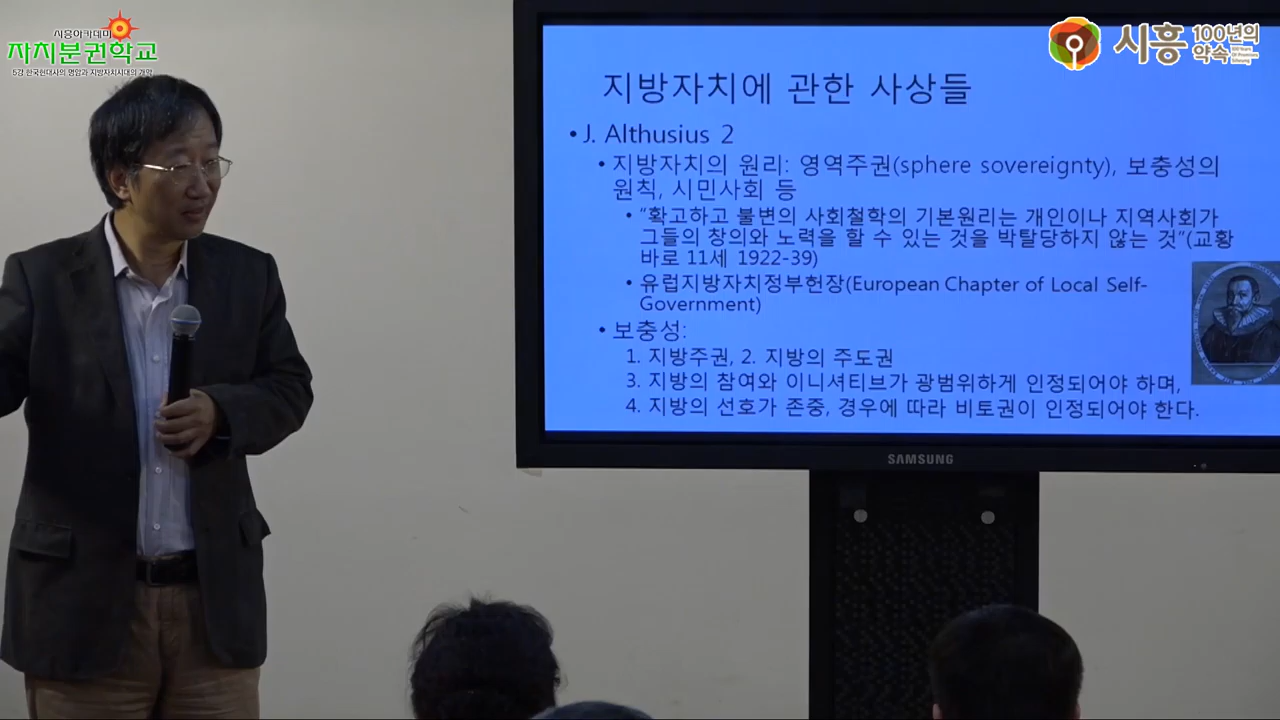 시흥아카데미
자치분권학교
5강 한국현대사의 명암과 지방자치시대의 개막
시흥 100년의
약속
지방자치에 관한 사상들
• J. Althusius 2
• 지방자치의 원리: 영역주권(sphere sovereignty), 보충성의
원칙, 시민사회 등
• “확고하고 불변의 사회철학의 기본원리는 개인이나 지역사회가
그들의 창의와 노력을 할 수 있는 것을 박탈당하지 않는 것”(교황
바로 11세 1922-39)
• 유럽지방자치정부헌장(European Chapter of Local Self-
Government)
• 보충성:
1. 지방주권, 2. 지방의 주도권
3. 지방의 참여와 이니셔티브가 광범위하게 인정되어야 하며,
4. 지방의 선호가 존중, 경우에 따라 비토권이 인정되어야 한다.
SAMSUNG